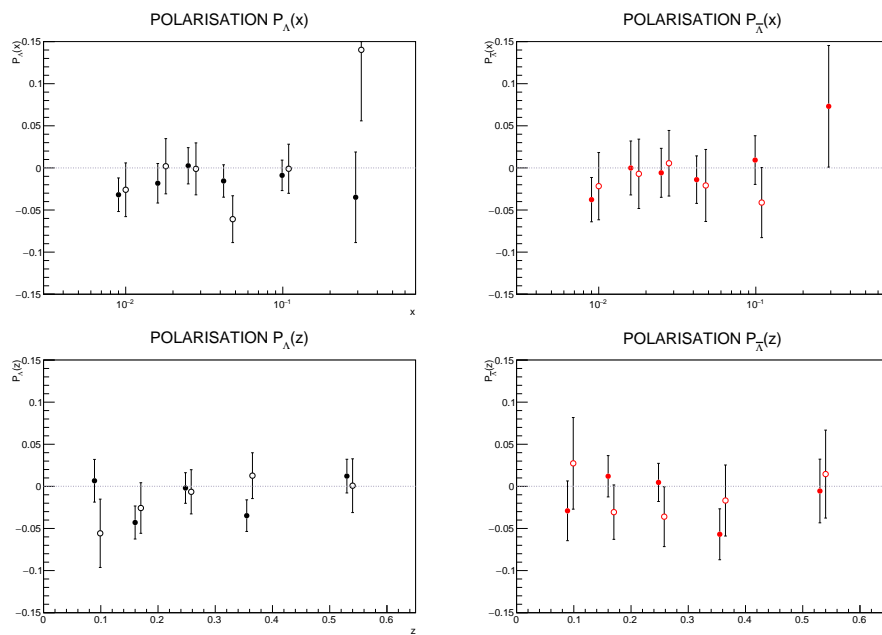 POLARISATION P_Λ(x)
P_Λ(x)
0.15
0.1
0.05
0
−0.05
−0.1
−0.15
10⁻² 10⁻¹
x
POLARISATION P_Λ̅(x)
P_Λ̅(x)
0.15
0.1
0.05
0
−0.05
−0.1
−0.15
10⁻² 10⁻¹
POLARISATION P_Λ(z)
P_Λ(z)
0.15
0.1
0.05
0
−0.05
−0.1
−0.15
0 0.1 0.2 0.3 0.4 0.5 0.6
z
POLARISATION P_Λ̅(z)
P_Λ̅(z)
0.15
0.1
0.05
0
−0.05
−0.1
−0.15
0 0.1 0.2 0.3 0.4 0.5 0.6